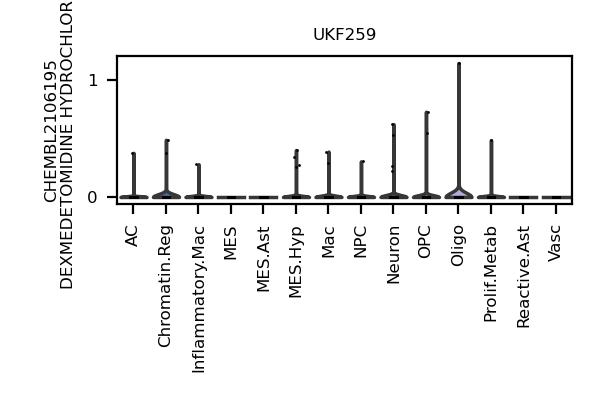 UKF259
CHEMBL2106195
DEXMEDETOMIDINE HYDROCHLOR
1
0
AC
Chromatin.Reg
Inflammatory.Mac
MES
MES.Ast
MES.Hyp
Mac
NPC
Neuron
OPC
Oligo
Prolif.Metab
Reactive.Ast
Vasc